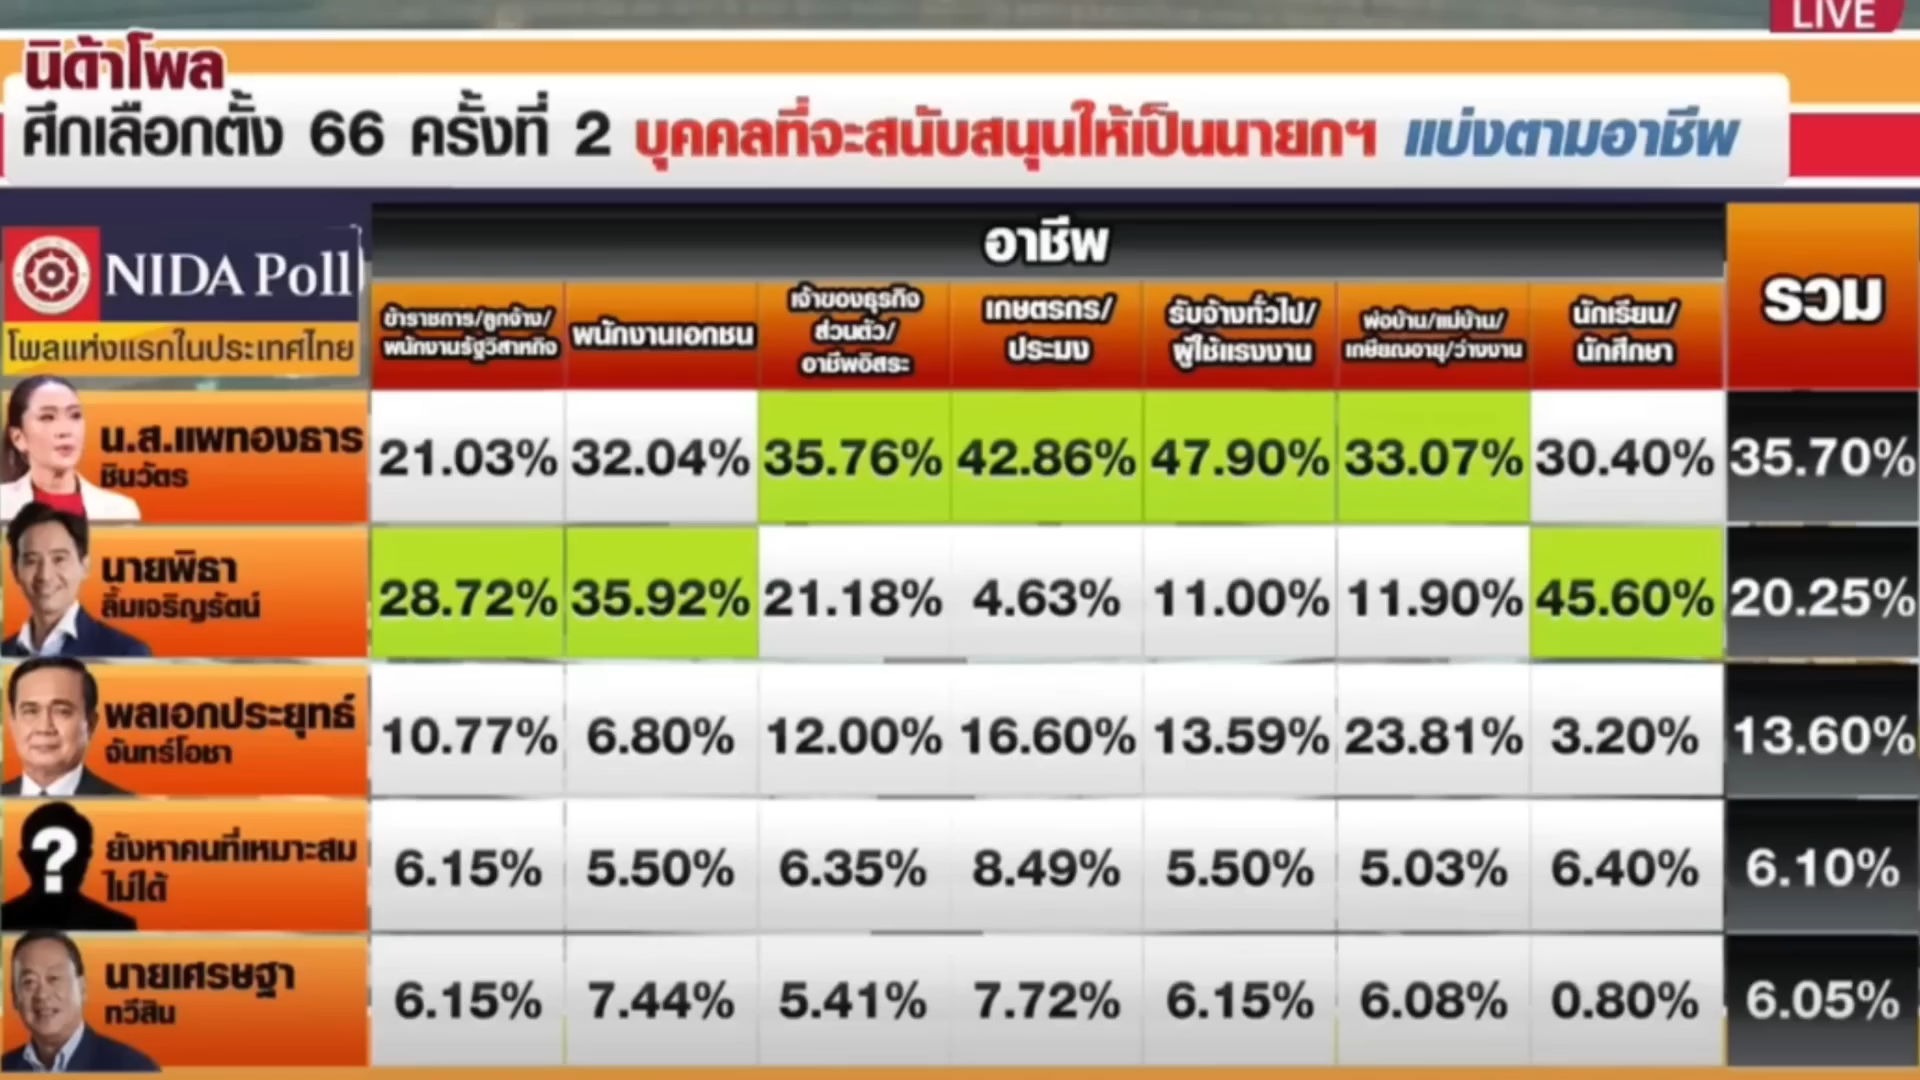 LIVE
นิด้าโพล
ศึกเลือกตั้ง 66 ครั้งที่ 2 บุคคลที่จะสนับสนุนให้เป็นนายกฯ แบ่งตามอาชีพ
NIDA Poll
โพลแห่งแรกในประเทศไทย
อาชีพ
รวม
ข้าราชการ/ลูกจ้าง/
พนักงานรัฐวิสาหกิจ
พนักงานเอกชน
เจ้าของธุรกิจ
ส่วนตัว/
อาชีพอิสระ
เกษตรกร/
ประมง
รับจ้างทั่วไป/
ผู้ใช้แรงงาน
พ่อบ้าน/แม่บ้าน/
เกษียณอายุ/ว่างงาน
นักเรียน/
นักศึกษา
น.ส.แพทองธาร
ชินวัตร
21.03% 32.04% 35.76% 42.86% 47.90% 33.07% 30.40% 35.70%
นายพิธา
ลิ้มเจริญรัตน์
28.72% 35.92% 21.18% 4.63% 11.00% 11.90% 45.60% 20.25%
พลเอกประยุทธ์
จันทร์โอชา
10.77% 6.80% 12.00% 16.60% 13.59% 23.81% 3.20% 13.60%
?
ยังหาคนที่เหมาะสม
ไม่ได้
6.15% 5.50% 6.35% 8.49% 5.50% 5.03% 6.40% 6.10%
นายเศรษฐา
ทวีสิน
6.15% 7.44% 5.41% 7.72% 6.15% 6.08% 0.80% 6.05%